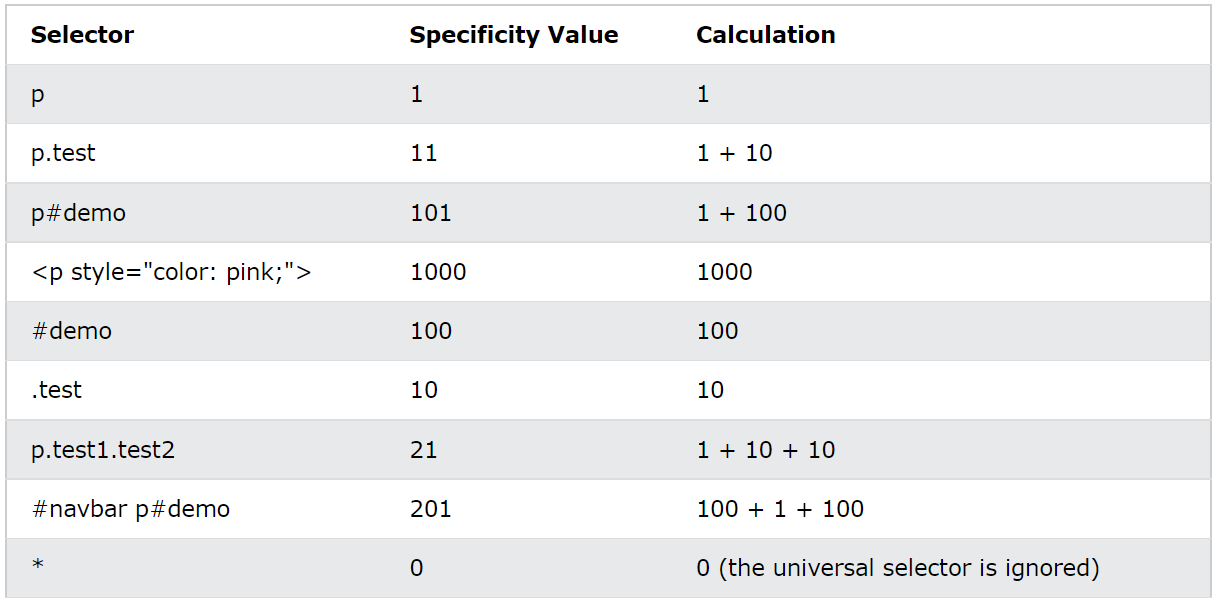 Selector Specificity Value Calculation
p 1 1
p.test 11 1 + 10
p#demo 101 1 + 100
<p style="color: pink;"> 1000 1000
#demo 100 100
.test 10 10
p.test1.test2 21 1 + 10 + 10
#navbar p#demo 201 100 + 1 + 100
* 0 0 (the universal selector is ignored)